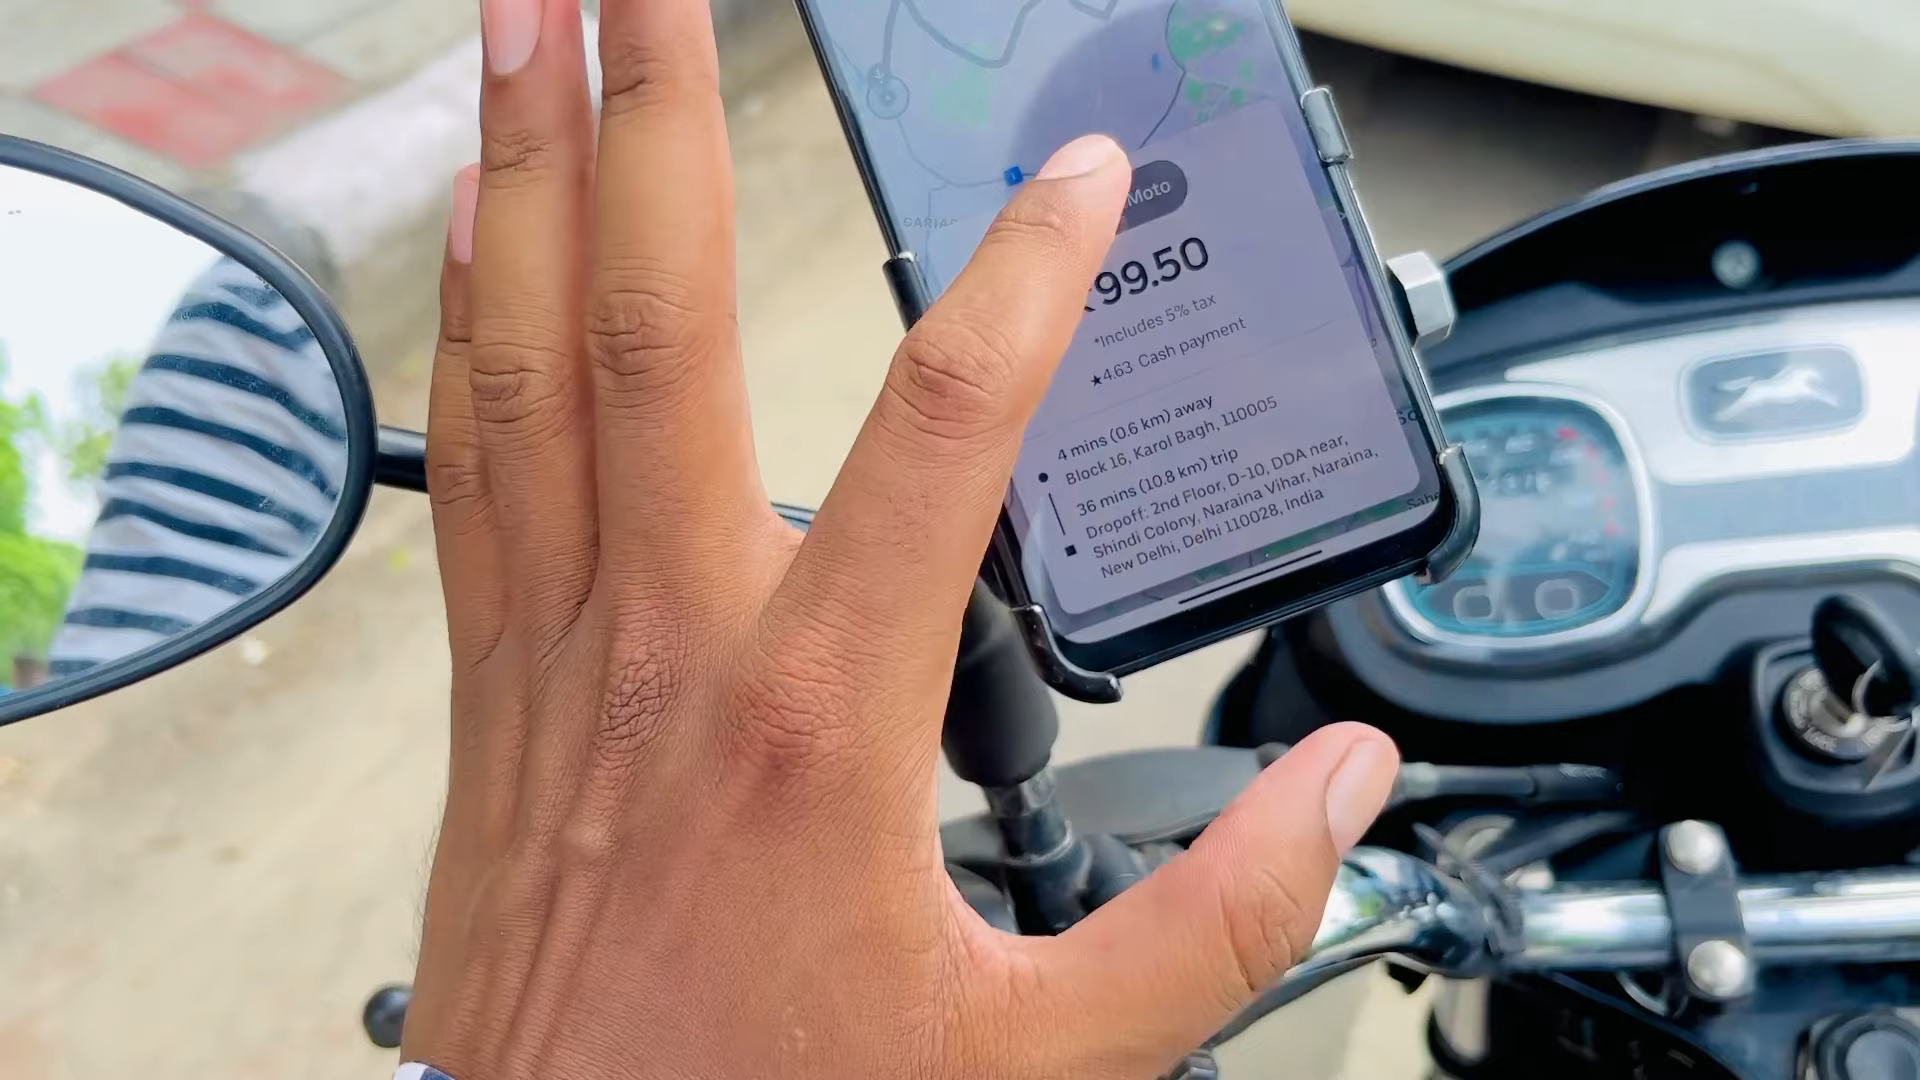 Moto
₹99.50
*Includes 5% tax
★4.63 Cash payment
4 mins (0.6 km) away
Block 16, Karol Bagh, 110005
36 mins (10.8 km) trip
Dropoff: 2nd Floor, D-10, DDA near,
Shindi Colony, Naraina Vihar, Naraina,
New Delhi, Delhi 110028, India